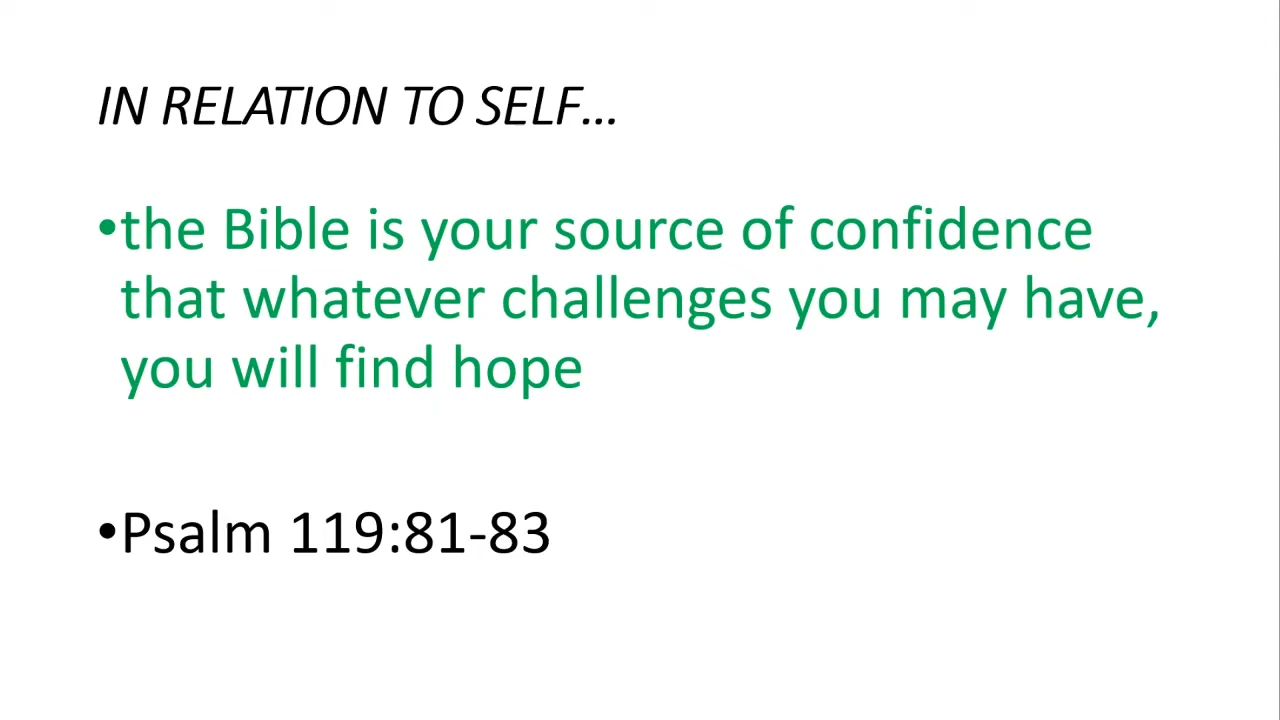 IN RELATION TO SELF...
•the Bible is your source of confidence
that whatever challenges you may have,
you will find hope
•Psalm 119:81-83